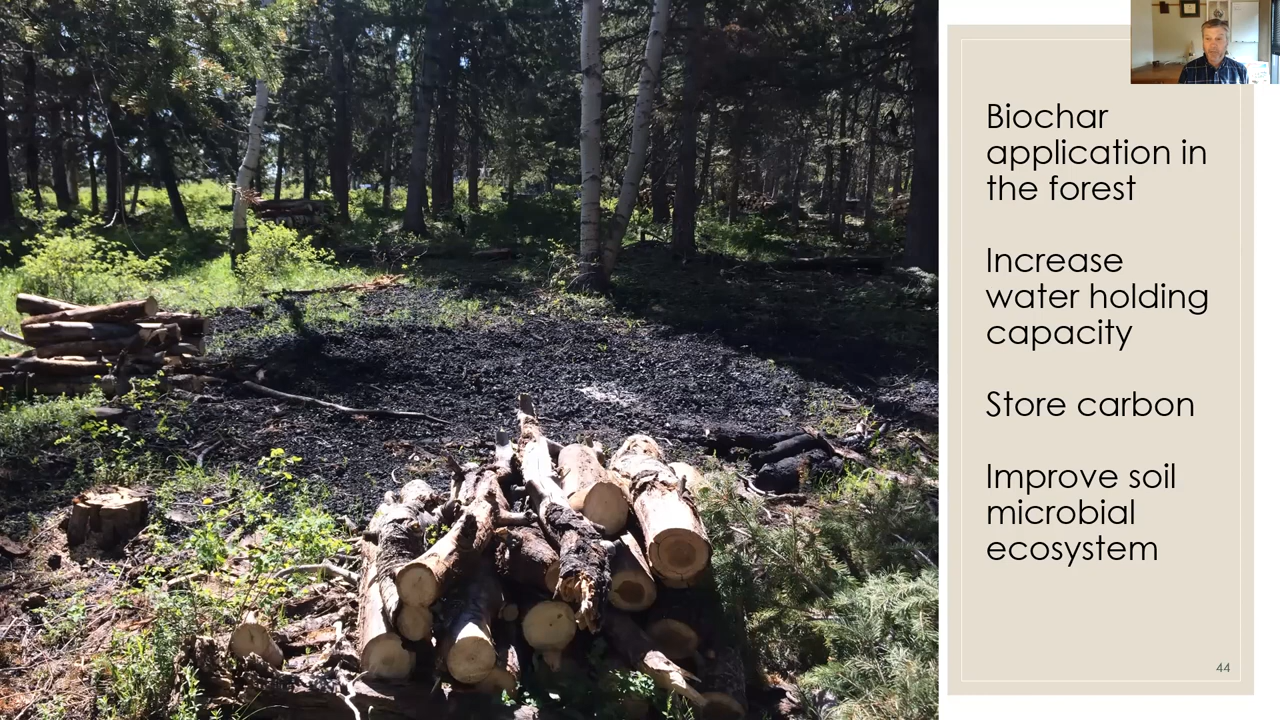 Biochar
application in
the forest
Increase
water holding
capacity
Store carbon
Improve soil
microbial
ecosystem
44